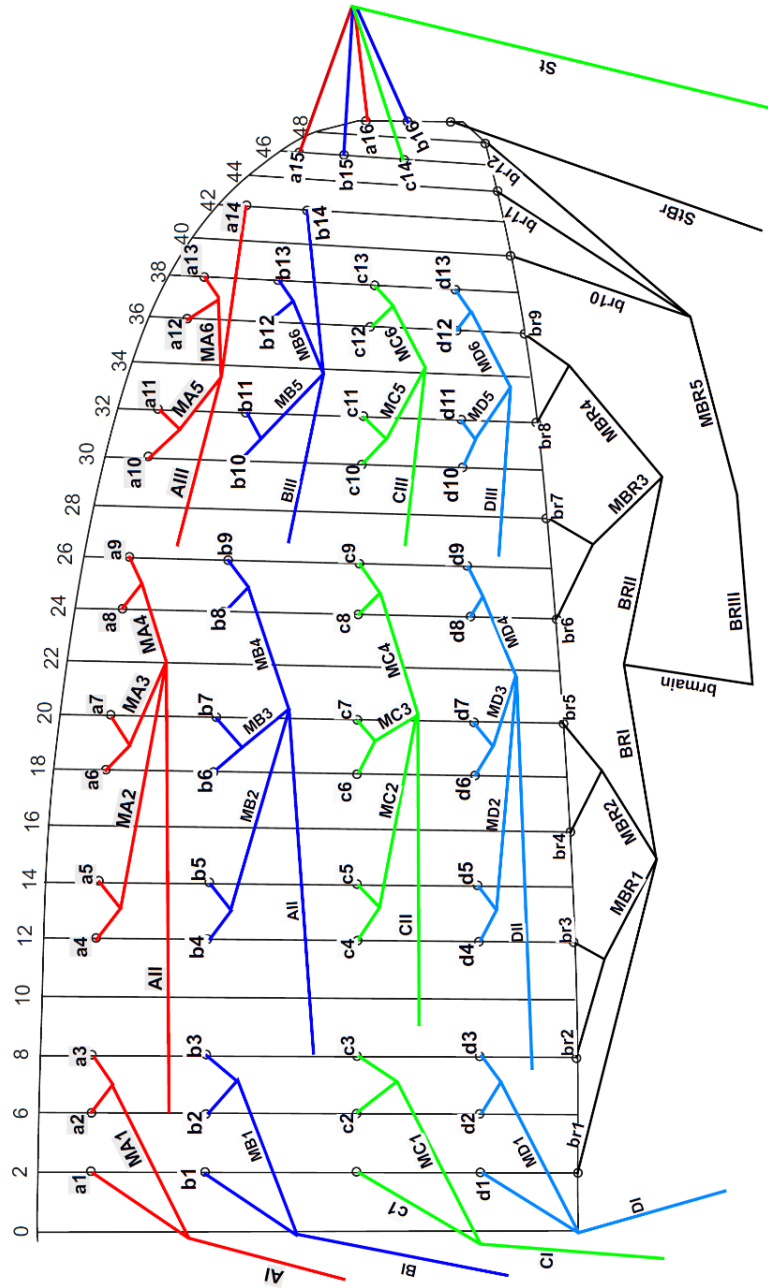 0
2
6
8
10
12
14
16
18
20
22
24
26
28
30
32
34
36
38
40
42
44
46
48
a1
a2
a3
a4
a5
a6
a7
a8
a9
a10
a11
a12
a13
a14
a15
a16
MA1
MA2
MA3
MA4
MA5
MA6
AI
AII
AIII
b1
b2
b3
b4
b5
b6
b7
b8
b9
b10
b11
b12
b13
b14
b15
b16
MB1
MB2
MB3
MB4
MB5
MB6
BI
AII
BIII
c1
c2
c3
c4
c5
c6
c7
c8
c9
c10
c11
c12
c13
c14
MC1
MC2
MC3
MC4
MC5
MC6
CI
CII
CIII
d1
d2
d3
d4
d5
d6
d7
d8
d9
d10
d11
d12
d13
MD1
MD2
MD3
MD4
MD5
MD6
DI
DII
DIII
br1
br2
br3
br4
br5
br6
br7
br8
br9
br10
br11
br12
MBR1
MBR2
MBR3
MBR4
MBR5
BRI
BRII
BRIII
brmain
StBr
St